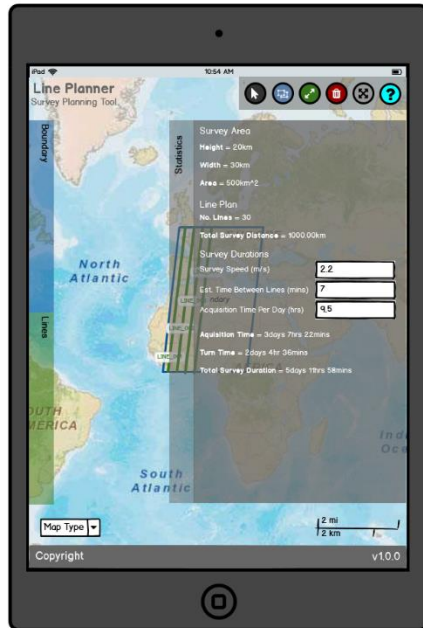 iPad
10:54 AM
Line Planner
Survey Planning Tool
?
Boundary
Statistics
Survey Area
Height = 20km
Width = 30km
Area = 500km^2
Line Plan
No. Lines = 30
Total Survey Distance = 1000.00km
Survey Durations
Survey Speed (m/s)
2.2
Est. Time Between Lines (mins)
7
Acquisition Time Per Day (hrs)
9.5
Aquisition Time = 3days 7hrs 22mins
Turn Time = 2days 4hr 36mins
Total Survey Duration = 5days 11hrs 58mins
North
Atlantic
Lines
SOUTH
AMERICA
South
Atlantic
Map Type
2 mi
2 km
Copyright
v1.0.0